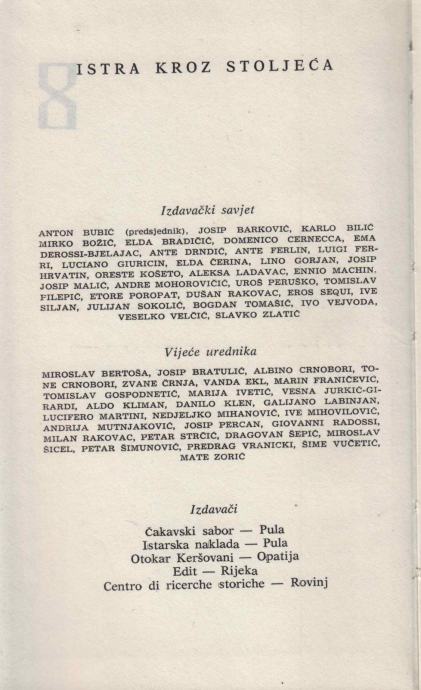 8
ISTRA KROZ STOLJEĆA
Izdavački savjet
ANTON BUBIĆ (predsjednik), JOSIP BARKOVIĆ, KARLO BILIĆ
MIRKO BOŽIĆ, ELDA BRADIČIĆ, DOMENICO CERNECCA, EMA
DEROSSI-BJELAJAC, ANTE DRNDIĆ, ANTE FERLIN, LUIGI FER-
RI, LUCIANO GIURICIN, ELDA ČERINA, LINO GORJAN, JOSIP
HRVATIN, ORESTE KOŠETO, ALEKSA LADAVAC, ENNIO MACHIN.
JOSIP MALIĆ, ANDRE MOHOROVIČIĆ, UROŠ PERUŠKO, TOMISLAV
FILEPIĆ, ETORE POROPAT, DUŠAN RAKOVAC, EROS SEQUI, IVE
SILJAN, JULIJAN SOKOLIĆ, BOGDAN TOMAŠIĆ, IVO VEJVODA,
VESELKO VELČIĆ, SLAVKO ZLATIĆ
Vijeće urednika
MIROSLAV BERTOŠA, JOSIP BRATULIĆ, ALBINO CRNOBORI, TO-
NE CRNOBORI, ZVANE ČRNJA, VANDA EKL, MARIN FRANIČEVIĆ,
TOMISLAV GOSPODNETIĆ, MARIJA IVETIĆ, VESNA JURKIĆ-GI-
RARDI, ALDO KLIMAN, DANILO KLEN, GALIJANO LABINJAN,
LUCIFERO MARTINI, NEDJELJKO MIHANOVIĆ, IVE MIHOVILOVIĆ,
ANDRIJA MUTNJAKOVIĆ, JOSIP PERCAN, GIOVANNI RADOSSI,
MILAN RAKOVAC, PETAR STRČIĆ, DRAGOVAN ŠEPIĆ, MIROSLAV
ŠICEL, PETAR ŠIMUNOVIĆ, PREDRAG VRANICKI, ŠIME VUČETIĆ,
MATE ZORIĆ
Izdavači
Čakavski sabor — Pula
Istarska naklada — Pula
Otokar Keršovani — Opatija
Edit — Rijeka
Centro di ricerche storiche — Rovinj